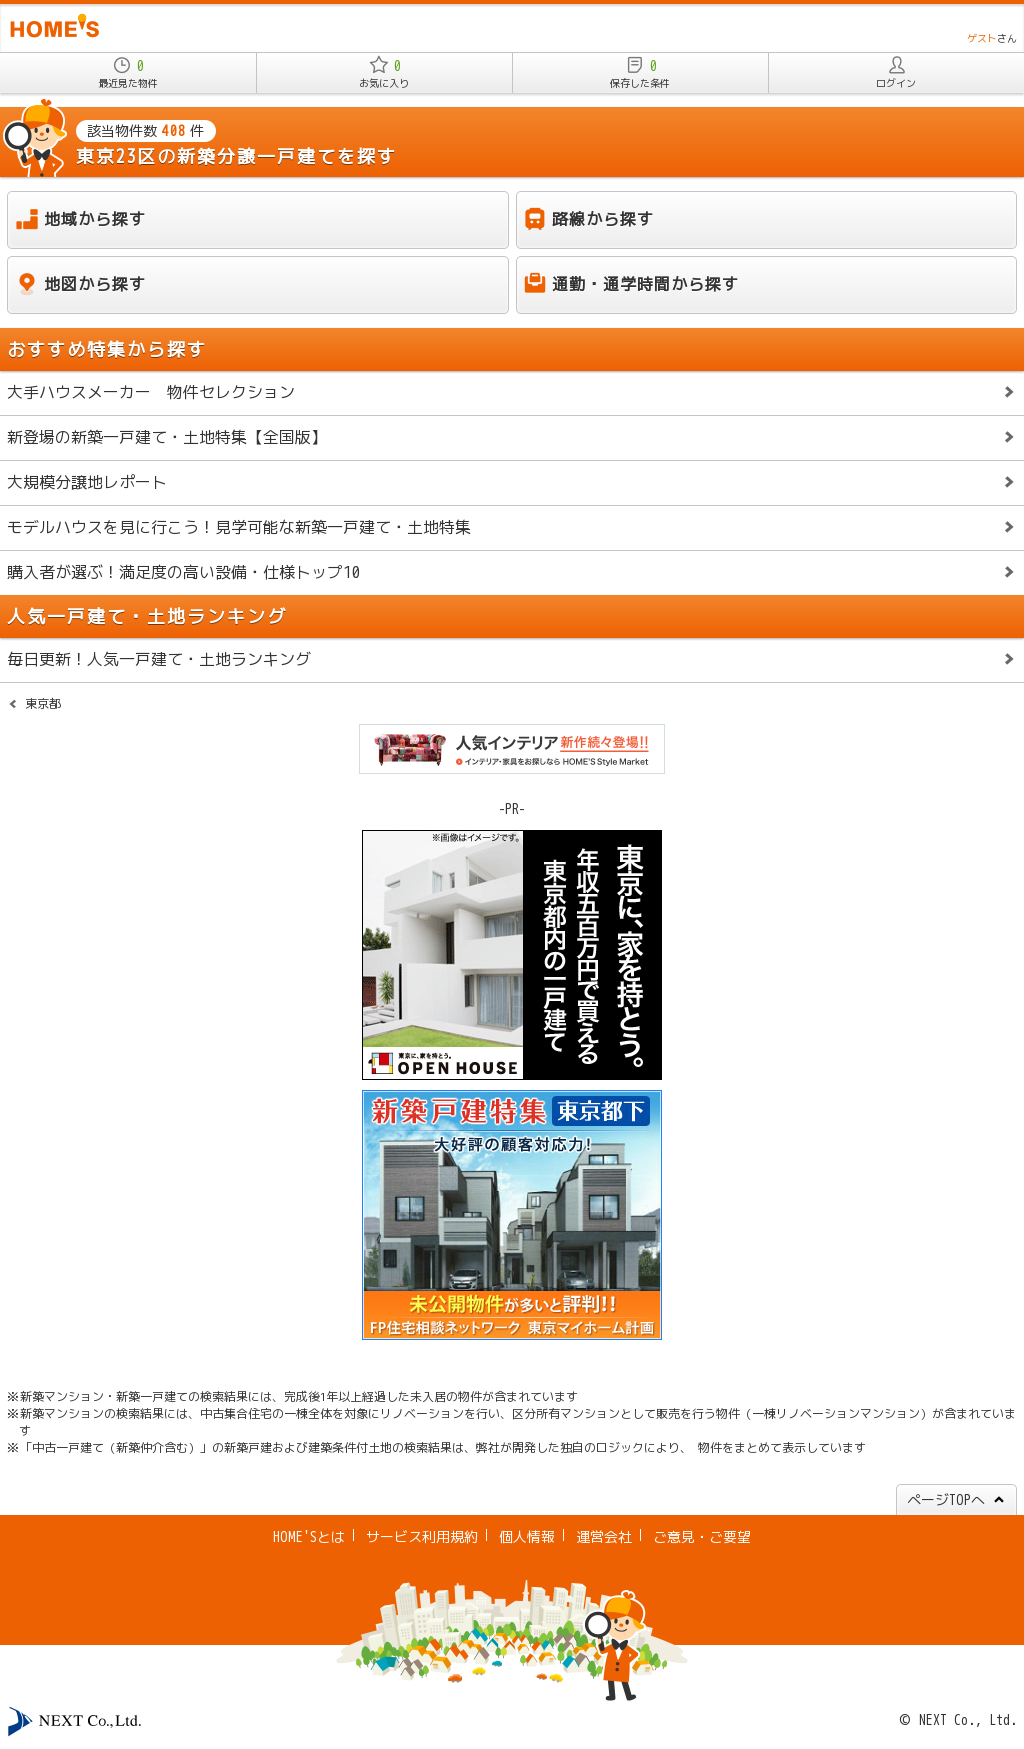 HOME'S
ゲストさん
0
最近見た物件
0
お気に入り
0
保存した条件
ログイン
該当物件数 408 件
東京23区の新築分譲一戸建てを探す
地域から探す
路線から探す
地図から探す
通勤・通学時間から探す
おすすめ特集から探す
大手ハウスメーカー　物件セレクション
新登場の新築一戸建て・土地特集【全国版】
大規模分譲地レポート
モデルハウスを見に行こう！見学可能な新築一戸建て・土地特集
購入者が選ぶ！満足度の高い設備・仕様トップ10
人気一戸建て・土地ランキング
毎日更新！人気一戸建て・土地ランキング
東京都
人気インテリア新作続々登場!!
インテリア・家具をお探しなら HOME'S Style Market
-PR-
※画像はイメージです。
東京に、家を持とう。
年収五百万円で買える
東京都内の一戸建て
東京に、家を持とう。
OPEN HOUSE
新築戸建特集 東京都下
大好評の顧客対応力!
未公開物件が多いと評判!!
FP住宅相談ネットワーク 東京マイホーム計画
※新築マンション・新築一戸建ての検索結果には、完成後1年以上経過した未入居の物件が含まれています
※新築マンションの検索結果には、中古集合住宅の一棟全体を対象にリノベーションを行い、区分所有マンションとして販売を行う物件（一棟リノベーションマンション）が含まれていま
す
※「中古一戸建て（新築仲介含む）」の新築戸建および建築条件付土地の検索結果は、弊社が開発した独自のロジックにより、 物件をまとめて表示しています
ページTOPへ
HOME'Sとは
サービス利用規約
個人情報
運営会社
ご意見・ご要望
NEXT Co., Ltd.
© NEXT Co., Ltd.